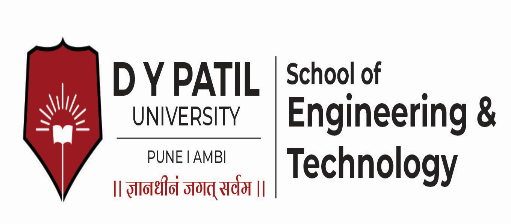 D Y PATIL
UNIVERSITY
PUNE I AMBI
|| ज्ञानधीनं जगत् सर्वम ||
School of
Engineering &
Technology